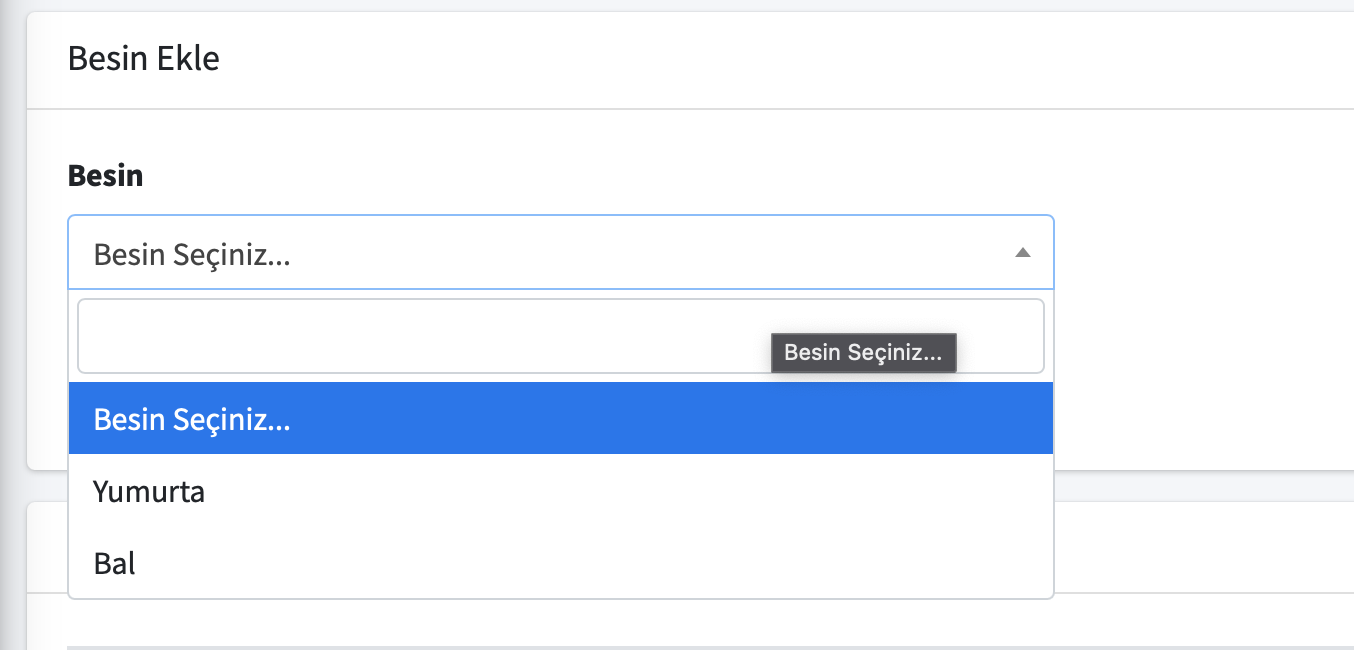 Besin Ekle
Besin
Besin Seçiniz...
Besin Seçiniz...
Besin Seçiniz...
Yumurta
Bal